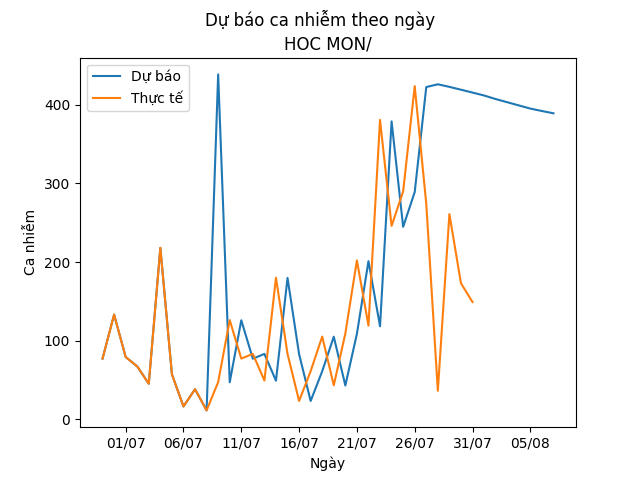 Dự báo ca nhiễm theo ngày
HOC MON/
Dự báo
Thực tế
Ca nhiễm
400
300
200
100
0
01/07 06/07 11/07 16/07 21/07 26/07 31/07 05/08
Ngày